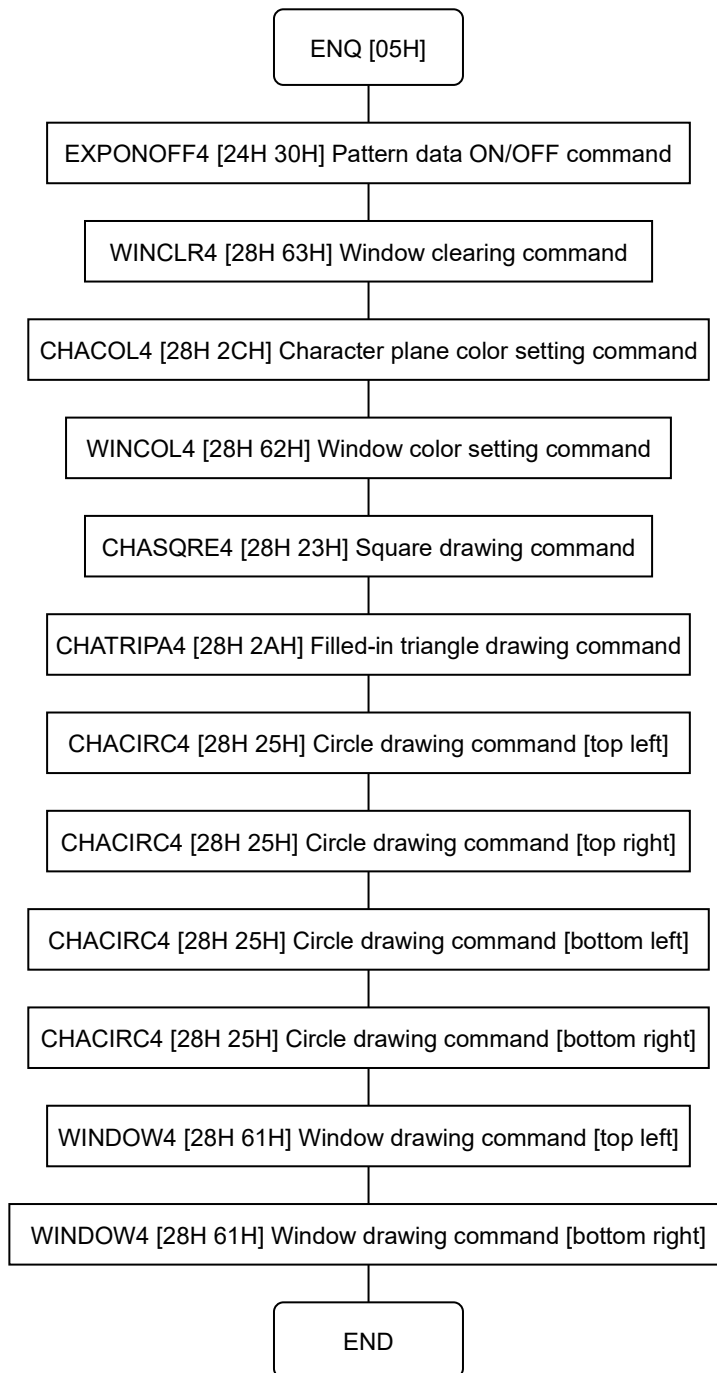 ENQ [05H]
EXPONOFF4 [24H 30H] Pattern data ON/OFF command
WINCLR4 [28H 63H] Window clearing command
CHACOL4 [28H 2CH] Character plane color setting command
WINCOL4 [28H 62H] Window color setting command
CHASQRE4 [28H 23H] Square drawing command
CHATRIPA4 [28H 2AH] Filled-in triangle drawing command
CHACIRC4 [28H 25H] Circle drawing command [top left]
CHACIRC4 [28H 25H] Circle drawing command [top right]
CHACIRC4 [28H 25H] Circle drawing command [bottom left]
CHACIRC4 [28H 25H] Circle drawing command [bottom right]
WINDOW4 [28H 61H] Window drawing command [top left]
WINDOW4 [28H 61H] Window drawing command [bottom right]
END